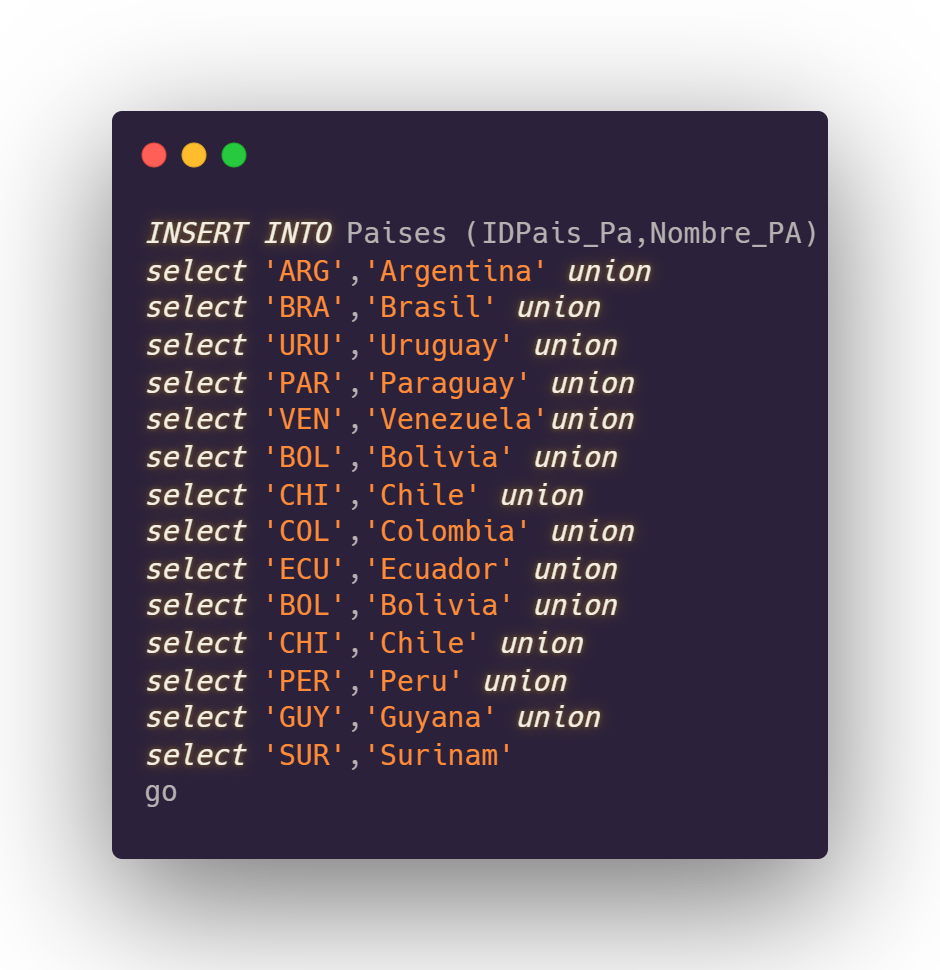 INSERT INTO Paises (IDPais_Pa,Nombre_PA)
select 'ARG','Argentina' union
select 'BRA','Brasil' union
select 'URU','Uruguay' union
select 'PAR','Paraguay' union
select 'VEN','Venezuela'union
select 'BOL','Bolivia' union
select 'CHI','Chile' union
select 'COL','Colombia' union
select 'ECU','Ecuador' union
select 'BOL','Bolivia' union
select 'CHI','Chile' union
select 'PER','Peru' union
select 'GUY','Guyana' union
select 'SUR','Surinam'
go